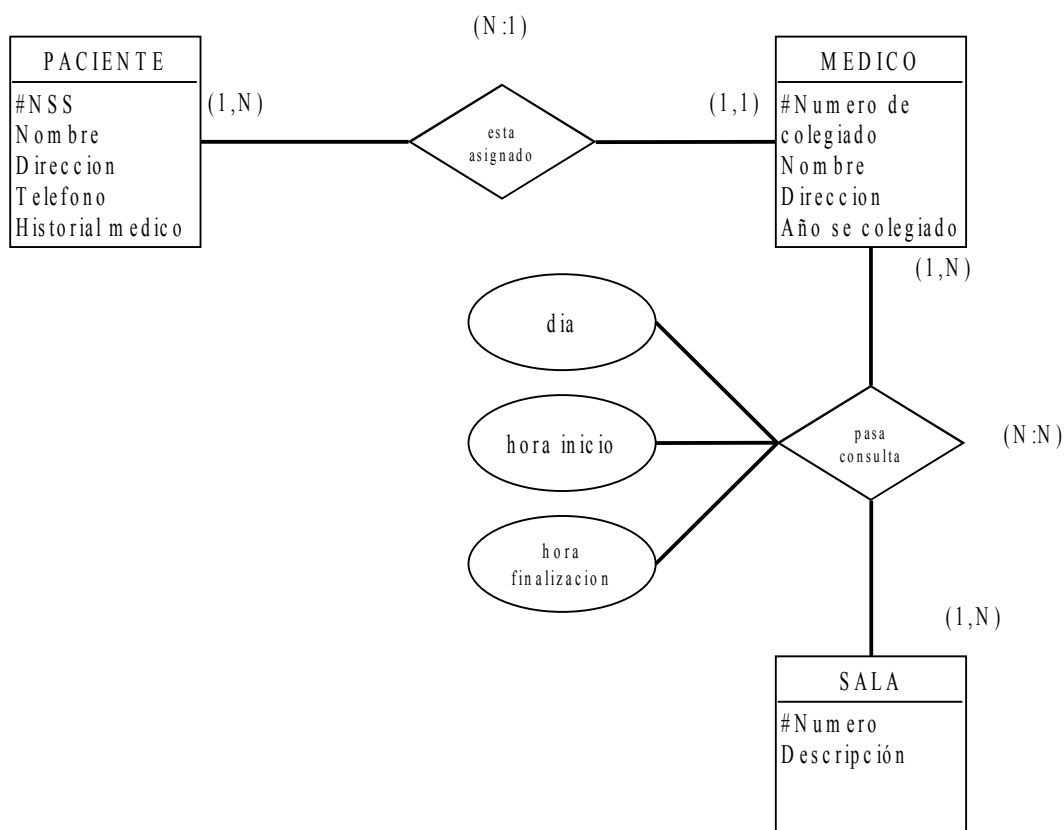 (N:1)
PACIENTE
#NSS
Nombre
Direccion
Telefono
Historial medico
(1,N)
esta
asignado
(1,1)
MEDICO
#Numero de
colegiado
Nombre
Direccion
Año se colegiado
(1,N)
dia
hora inicio
hora
finalizacion
pasa
consulta
(N:N)
(1,N)
SALA
#Numero
Descripción